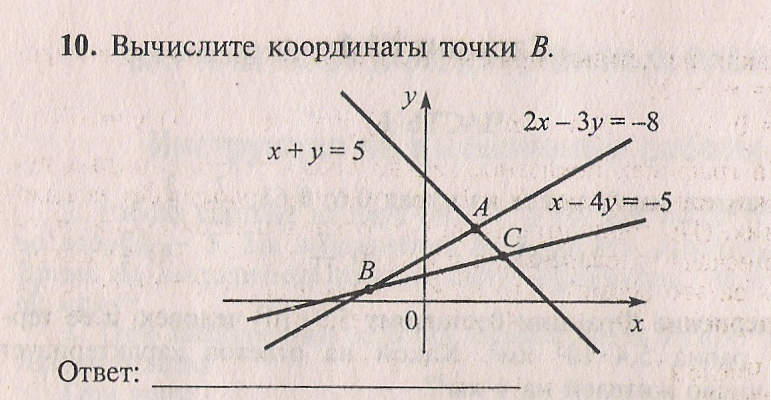 10. Вычислите координаты точки B.
y
2x – 3y = –8
x + y = 5
A
x – 4y = –5
C
B
0
x
Ответ: